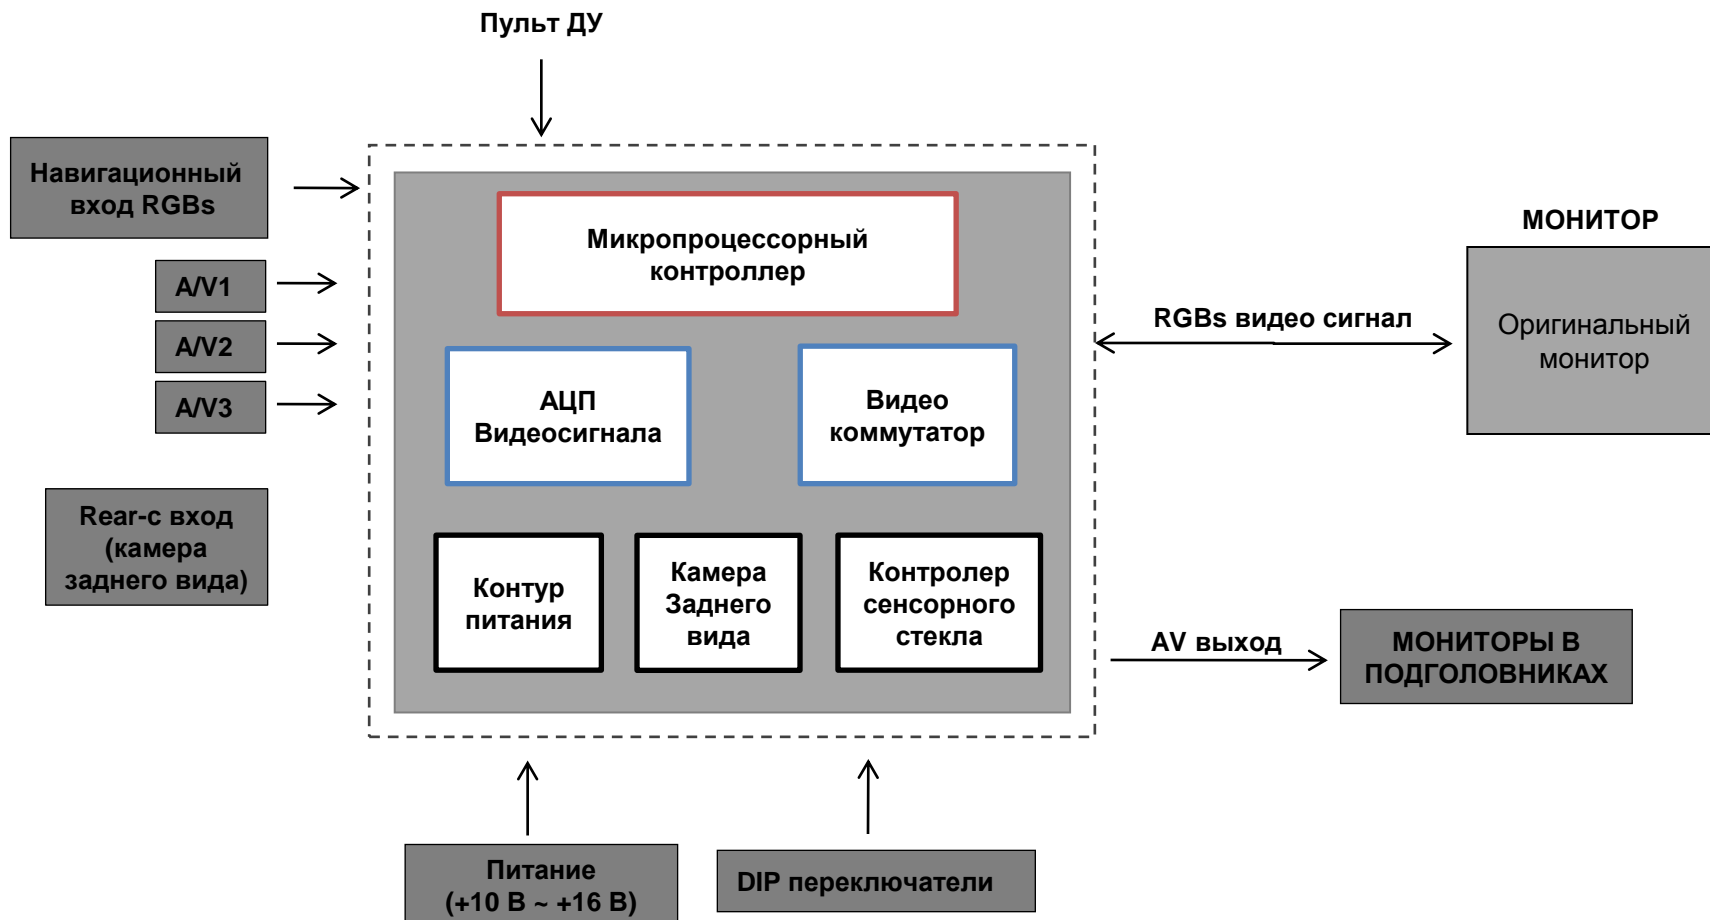 Пульт ДУ
Навигационный
вход RGBs
A/V1
A/V2
A/V3
Rear-c вход
(камера
заднего вида)
Микропроцессорный
контроллер
АЦП
Видеосигнала
Видео
коммутатор
Контур
питания
Камера
Заднего
вида
Контролер
сенсорного
стекла
RGBs видео сигнал
МОНИТОР
Оригинальный
монитор
AV выход
МОНИТОРЫ В
ПОДГОЛОВНИКАХ
Питание
(+10 В ~ +16 В)
DIP переключатели